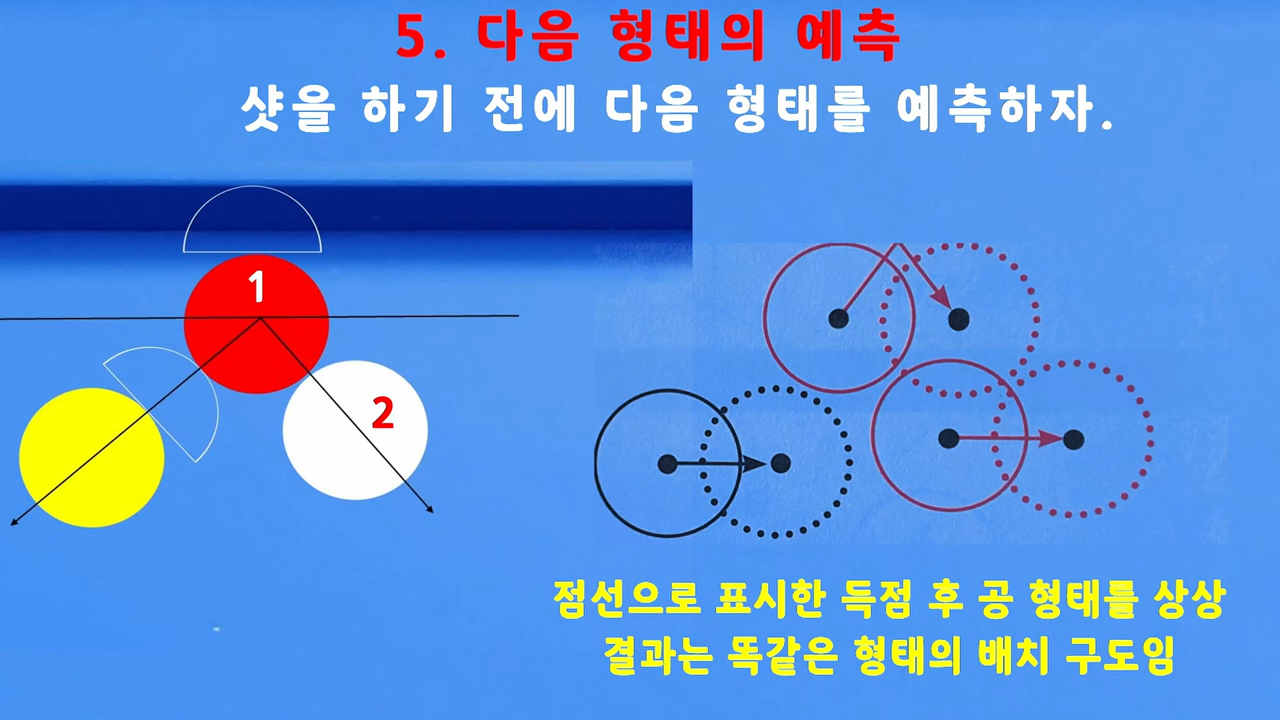 5. 다음 형태의 예측
샷을 하기 전에 다음 형태를 예측하자.
1
2
점선으로 표시한 득점 후 공 형태를 상상
결과는 똑같은 형태의 배치 구도임